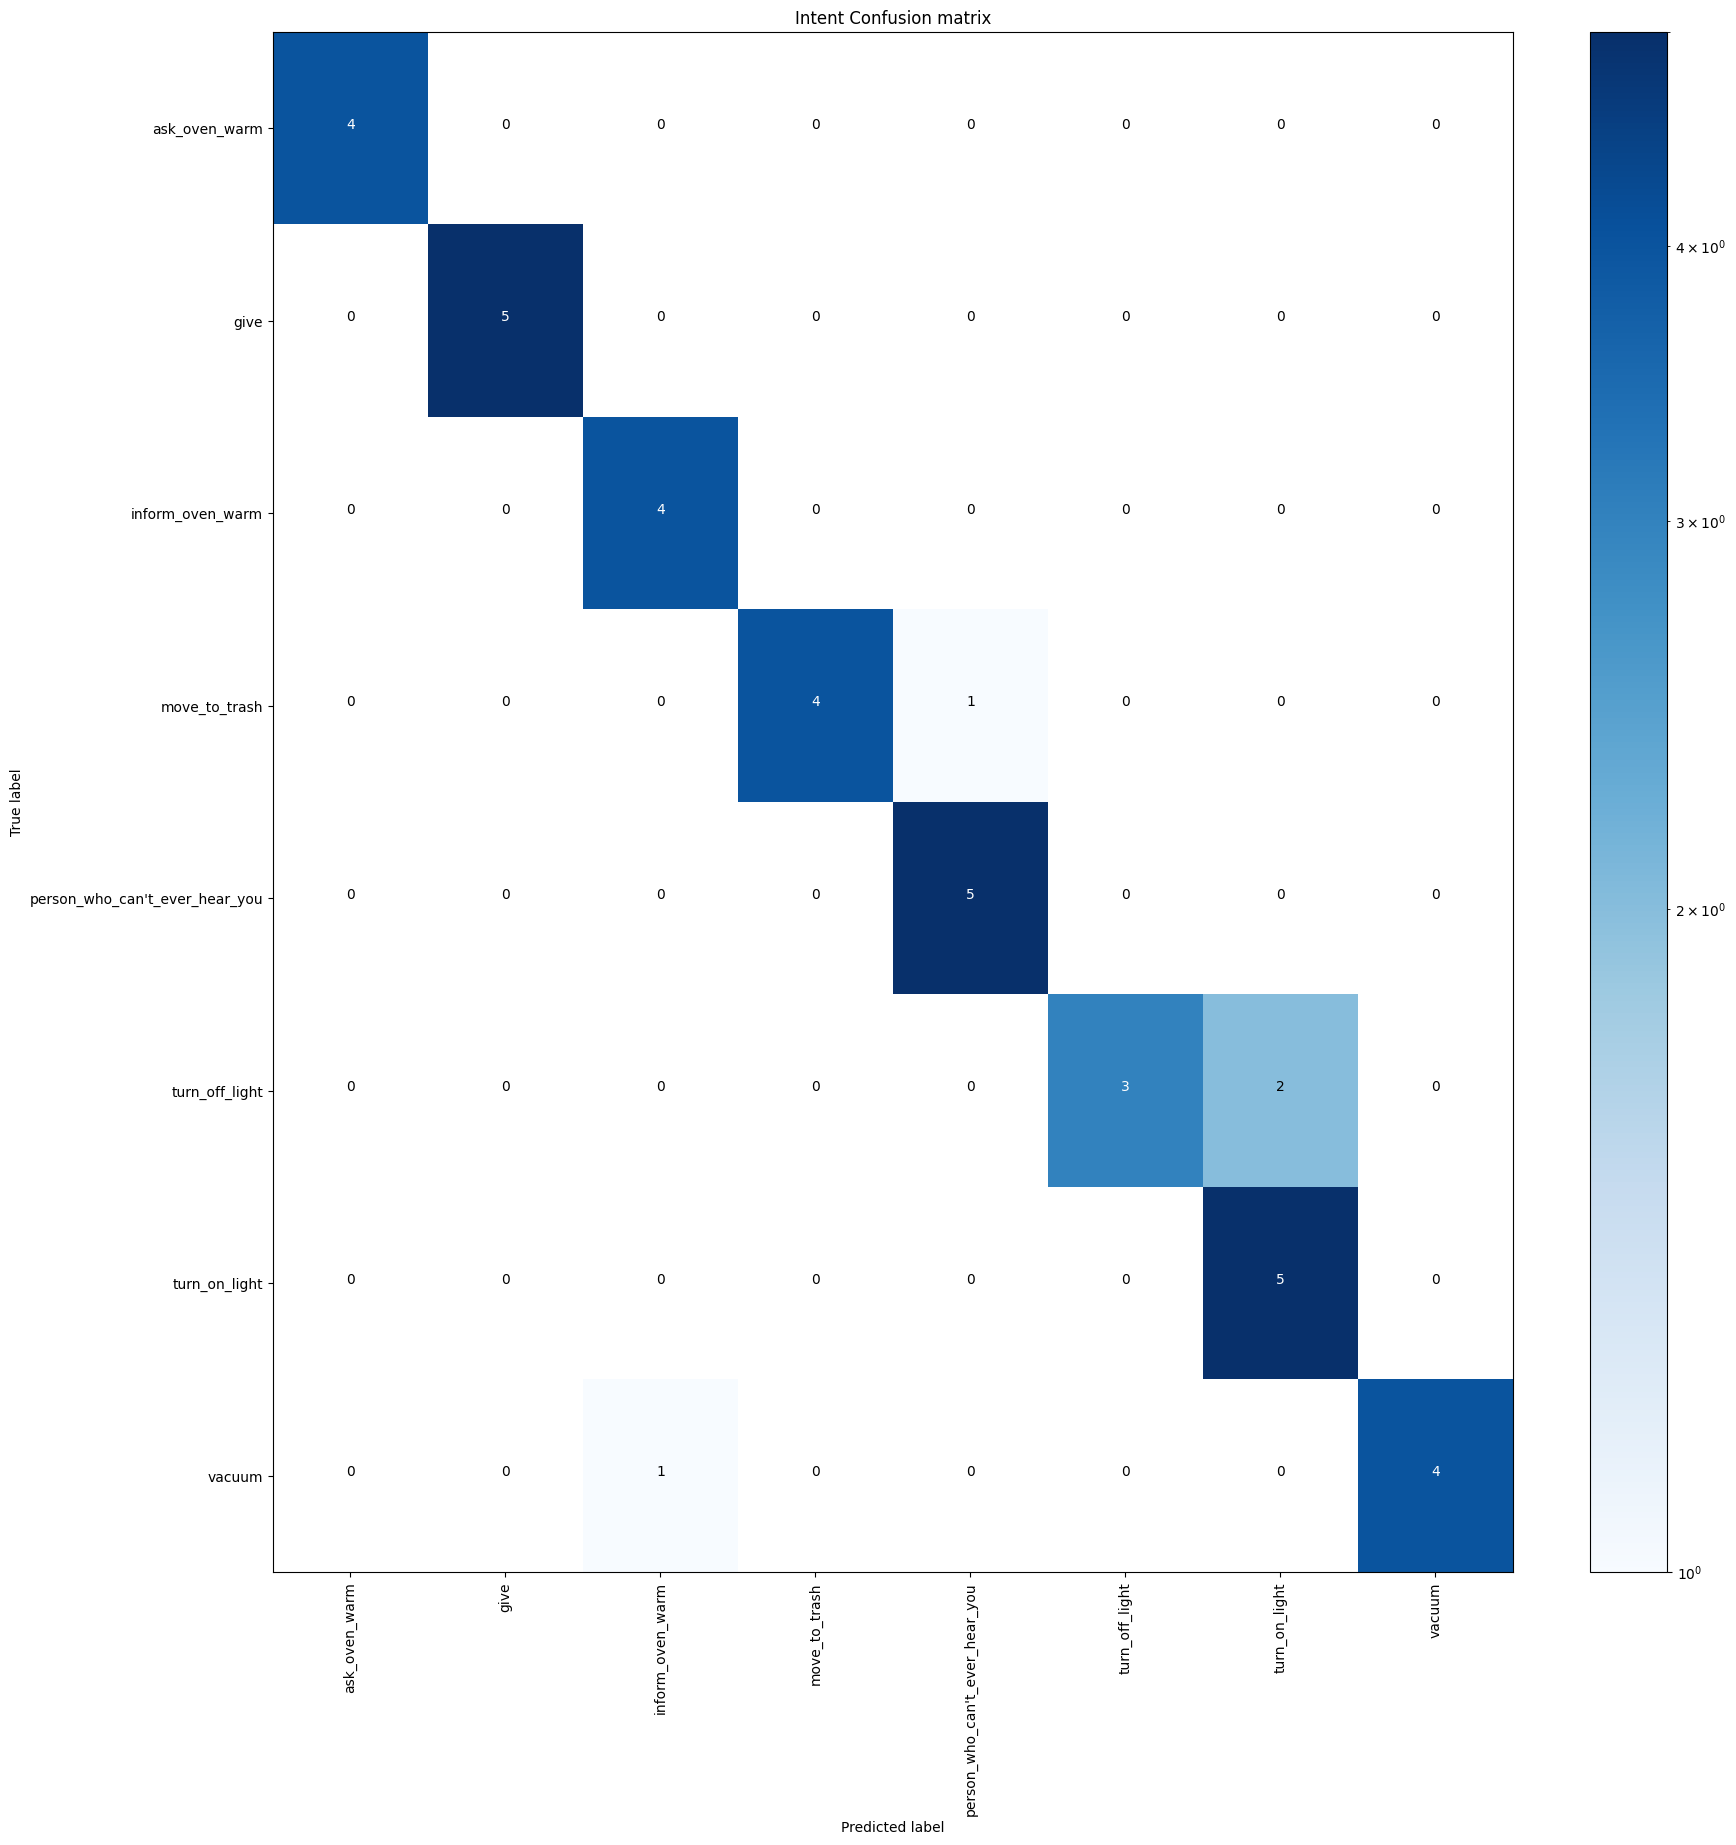 Intent Confusion matrix
ask_oven_warm 4 0 0 0 0 0 0 0
give 0 5 0 0 0 0 0 0
inform_oven_warm 0 0 4 0 0 0 0 0
move_to_trash 0 0 0 4 1 0 0 0
person_who_can't_ever_hear_you 0 0 0 0 5 0 0 0
turn_off_light 0 0 0 0 0 3 2 0
turn_on_light 0 0 0 0 0 0 5 0
vacuum 0 0 1 0 0 0 0 4
True label
ask_oven_warm
give
inform_oven_warm
move_to_trash
person_who_can't_ever_hear_you
turn_off_light
turn_on_light
vacuum
Predicted label
4 × 10⁰
3 × 10⁰
2 × 10⁰
10⁰